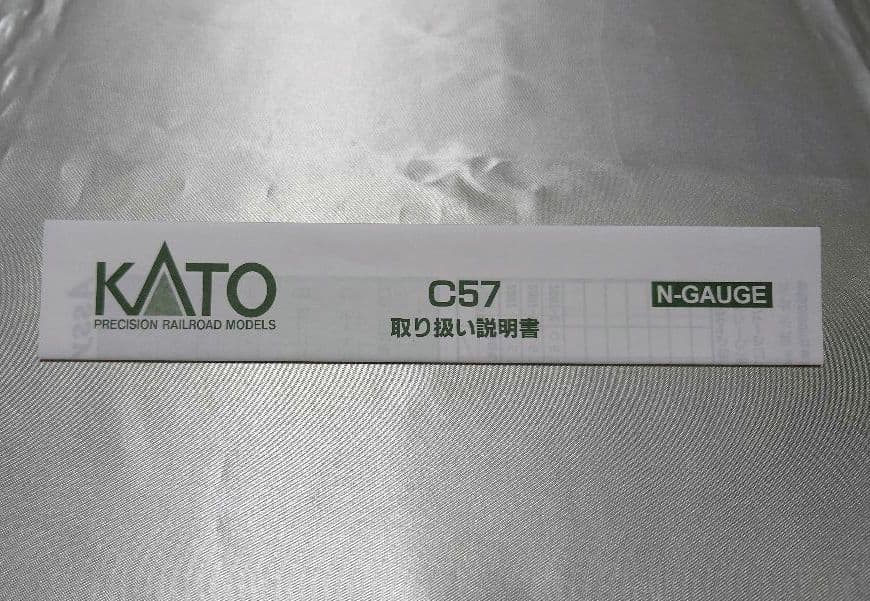 KATO
PRECISION RAILROAD MODELS
C57
取り扱い説明書
N-GAUGE